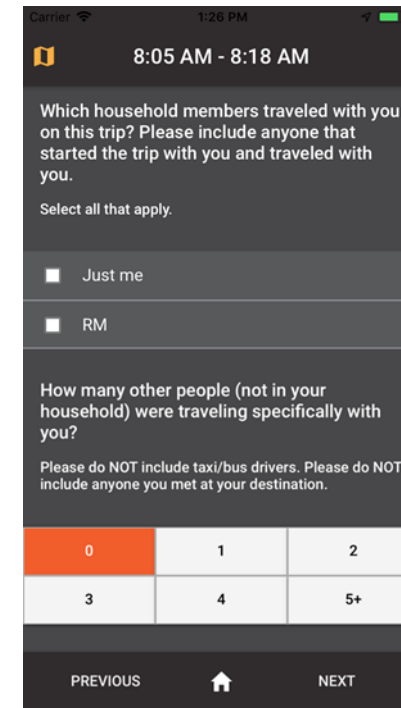 Carrier 1:26 PM
8:05 AM - 8:18 AM
Which household members traveled with you
on this trip? Please include anyone that
started the trip with you and traveled with
you.
Select all that apply.
Just me
RM
How many other people (not in your
household) were traveling specifically with
you?
Please do NOT include taxi/bus drivers. Please do NOT
include anyone you met at your destination.
0 1 2
3 4 5+
PREVIOUS NEXT